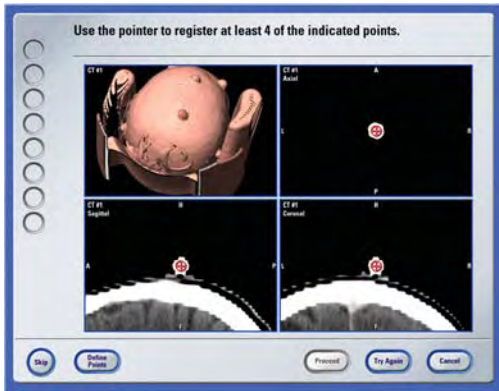 Use the pointer to register at least 4 of the indicated points.
CT #1
CT #1
Axial
A
L
R
P
CT #1
Sagittal
H
A
P
I
CT #1
Coronal
H
L
R
I
Skip
Define
Points
Proceed
Try Again
Cancel